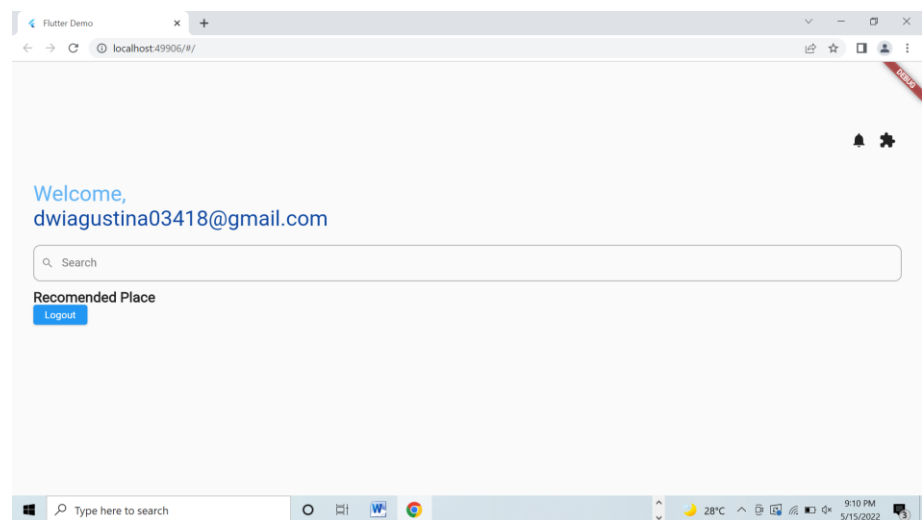 Flutter Demo
localhost:49906/#/
DEBUG
Welcome,
dwiagustina03418@gmail.com
Search
Recomended Place
Logout
Type here to search
W
28°C
9:10 PM
5/15/2022
3